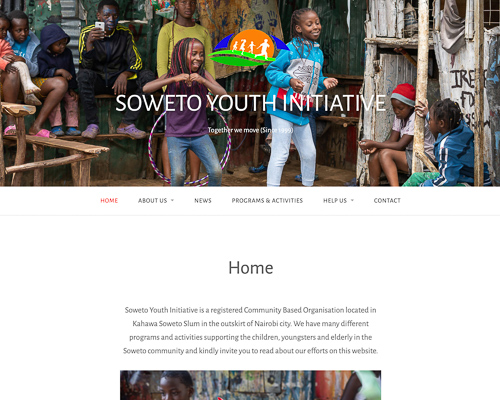 SOWETO YOUTH INITIATIVE
Together we move (Since 1999)
HOME
ABOUT US
NEWS
PROGRAMS & ACTIVITIES
HELP US
CONTACT
Home
Soweto Youth Initiative is a registered Community Based Organisation located in
Kahawa Soweto Slum in the outskirt of Nairobi city. We have many different
programs and activities supporting the children, youngsters and elderly in the
Soweto community and kindly invite you to read about our efforts on this website.